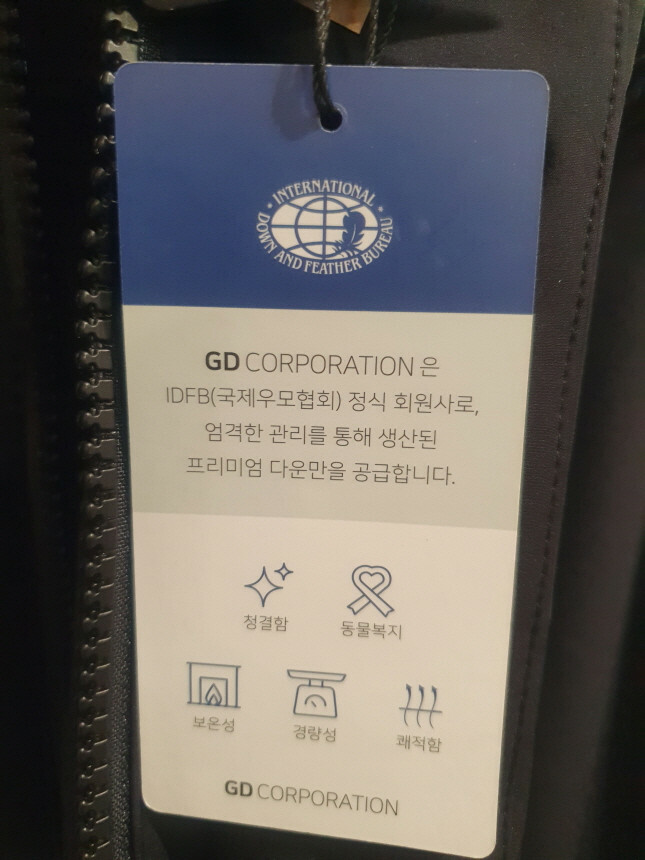 INTERNATIONAL
DOWN AND FEATHER BUREAU
GD CORPORATION 은
IDFB(국제우모협회) 정식 회원사로,
엄격한 관리를 통해 생산된
프리미엄 다운만을 공급합니다.
청결함 동물복지
보온성 경량성 쾌적함
GD CORPORATION